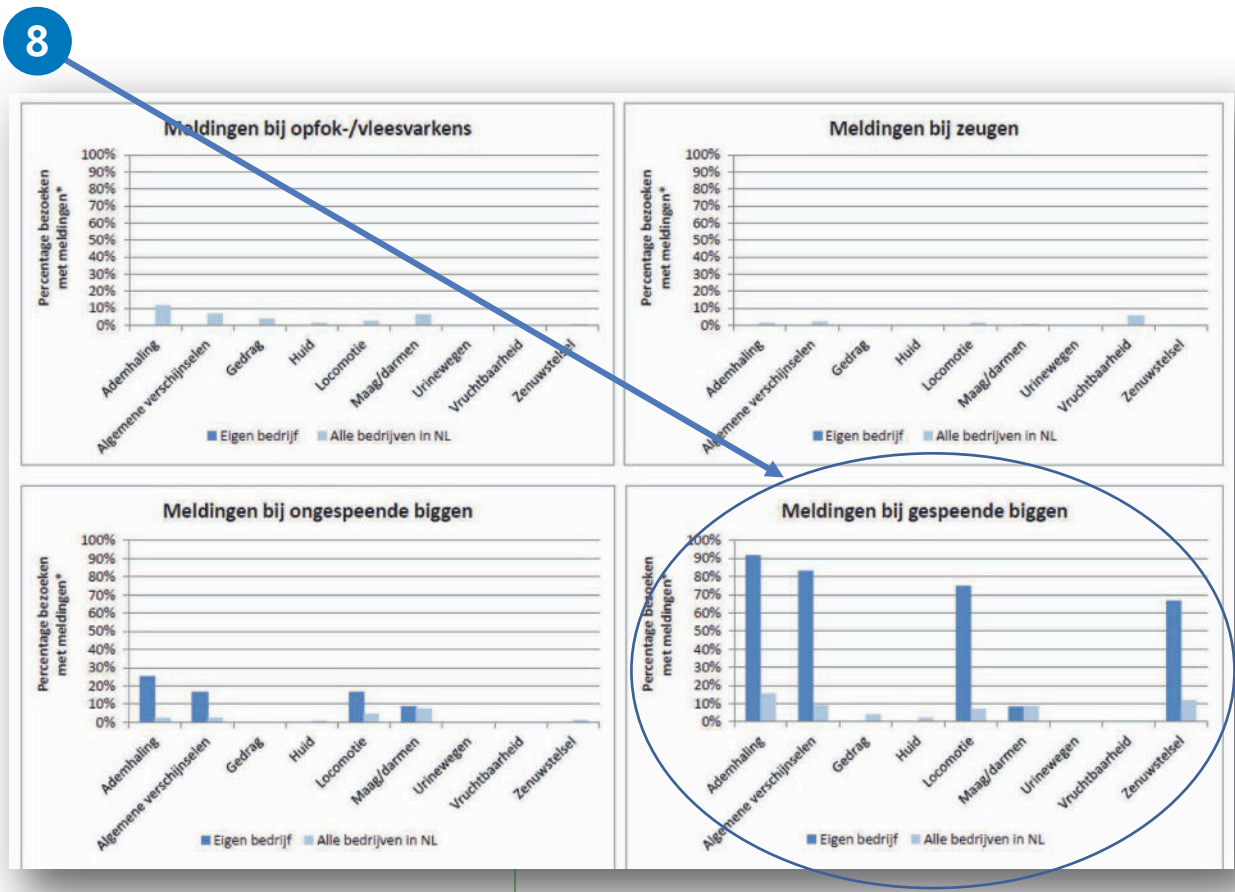 8
Meldingen bij opfok-/vleesvarkens
Percentage bezoeken
met meldingen*
100%
90%
80%
70%
60%
50%
40%
30%
20%
10%
0%
Ademhaling
Algemene verschijnselen
Gedrag
Huid
Locomotie
Maag/darmen
Urinewegen
Vruchtbaarheid
Zenuwstelsel
Eigen bedrijf
Alle bedrijven in NL
Meldingen bij zeugen
Percentage bezoeken
met meldingen*
100%
90%
80%
70%
60%
50%
40%
30%
20%
10%
0%
Ademhaling
Algemene verschijnselen
Gedrag
Huid
Locomotie
Maag/darmen
Urinewegen
Vruchtbaarheid
Zenuwstelsel
Eigen bedrijf
Alle bedrijven in NL
Meldingen bij ongespeende biggen
Percentage bezoeken
met meldingen*
100%
90%
80%
70%
60%
50%
40%
30%
20%
10%
0%
Ademhaling
Algemene verschijnselen
Gedrag
Huid
Locomotie
Maag/darmen
Urinewegen
Vruchtbaarheid
Zenuwstelsel
Eigen bedrijf
Alle bedrijven in NL
Meldingen bij gespeende biggen
Percentage bezoeken
met meldingen*
100%
90%
80%
70%
60%
50%
40%
30%
20%
10%
0%
Ademhaling
Algemene verschijnselen
Gedrag
Huid
Locomotie
Maag/darmen
Urinewegen
Vruchtbaarheid
Zenuwstelsel
Eigen bedrijf
Alle bedrijven in NL